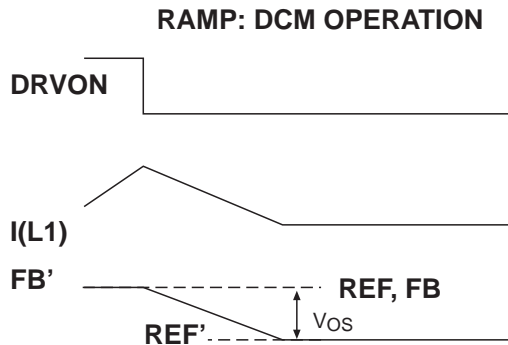 RAMP: DCM OPERATION
DRVON
I(L1)
FB’
REF, FB
VOS
REF’